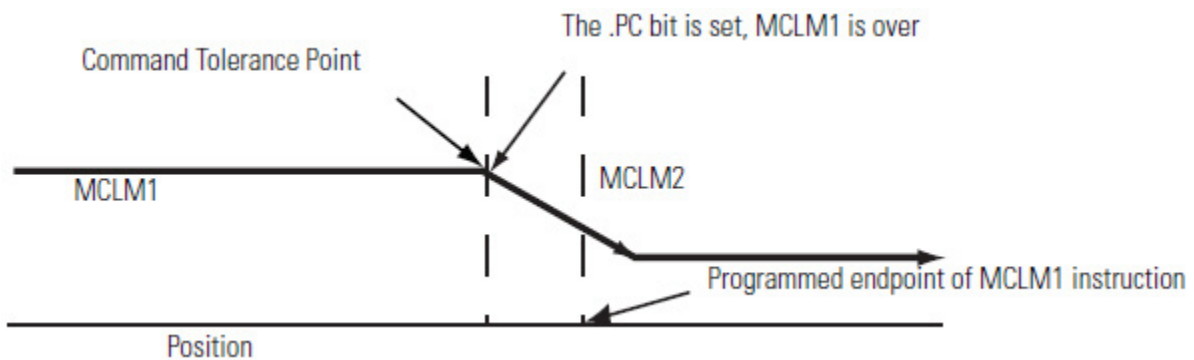 The .PC bit is set, MCLM1 is over
Command Tolerance Point
MCLM1
MCLM2
Programmed endpoint of MCLM1 instruction
Position